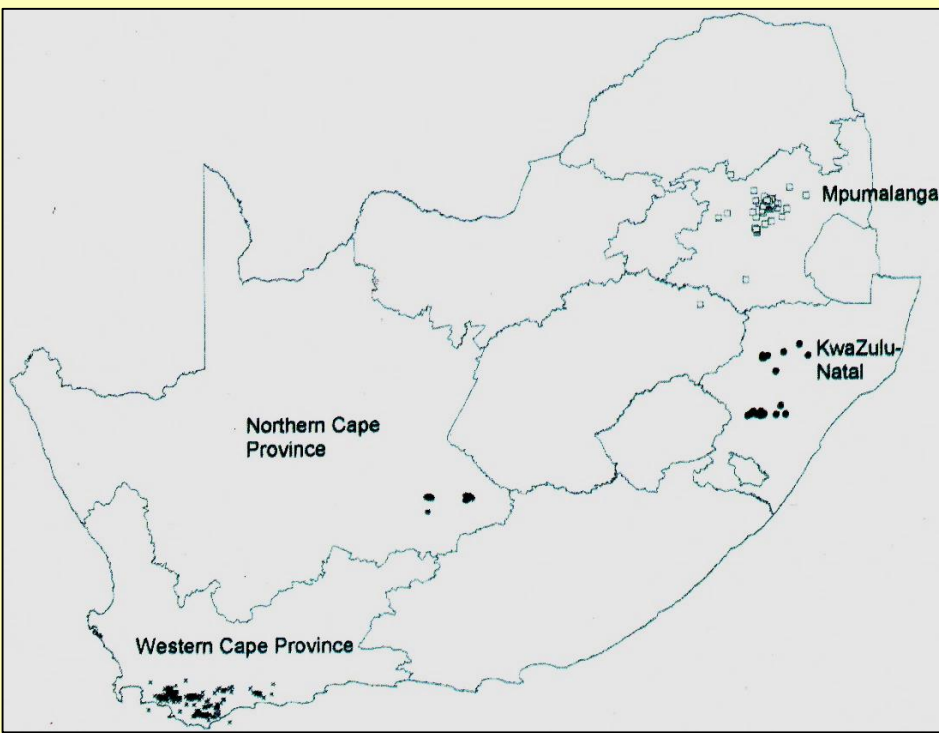 Mpumalanga
KwaZulu-
Natal
Northern Cape
Province
Western Cape Province